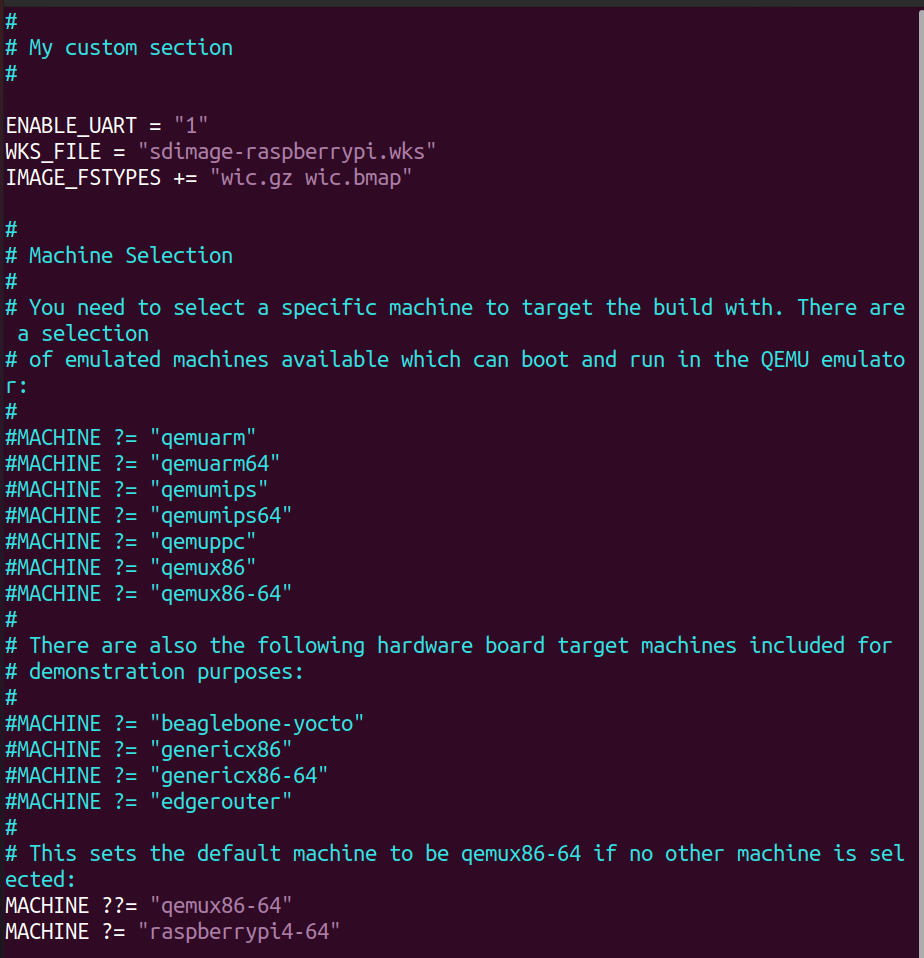 #
# My custom section
#
ENABLE_UART = "1"
WKS_FILE = "sdimage-raspberrypi.wks"
IMAGE_FSTYPES += "wic.gz wic.bmap"
#
# Machine Selection
#
# You need to select a specific machine to target the build with. There are
 a selection
# of emulated machines available which can boot and run in the QEMU emulato
r:
#
#MACHINE ?= "qemuarm"
#MACHINE ?= "qemuarm64"
#MACHINE ?= "qemumips"
#MACHINE ?= "qemumips64"
#MACHINE ?= "qemuppc"
#MACHINE ?= "qemux86"
#MACHINE ?= "qemux86-64"
#
# There are also the following hardware board target machines included for
# demonstration purposes:
#
#MACHINE ?= "beaglebone-yocto"
#MACHINE ?= "genericx86"
#MACHINE ?= "genericx86-64"
#MACHINE ?= "edgerouter"
#
# This sets the default machine to be qemux86-64 if no other machine is sel
ected:
MACHINE ??= "qemux86-64"
MACHINE ?= "raspberrypi4-64"